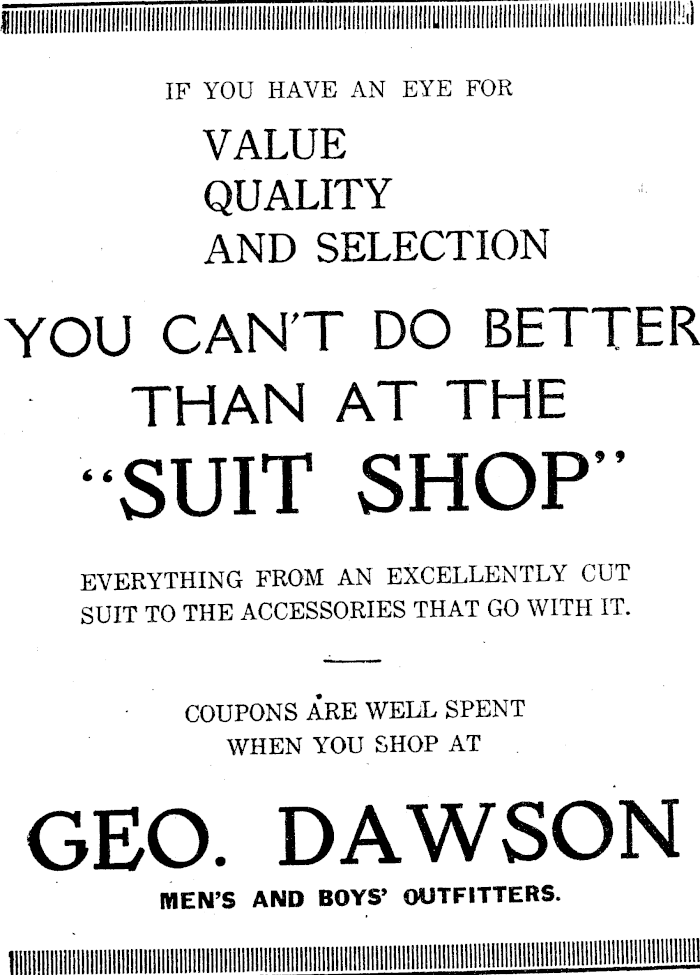 IF YOU HAVE AN EYE FOR
VALUE
QUALITY
AND SELECTION
YOU CAN'T DO BETTER
THAN AT THE
“SUIT SHOP”
EVERYTHING FROM AN EXCELLENTLY CUT
SUIT TO THE ACCESSORIES THAT GO WITH IT.
COUPONS ARE WELL SPENT
WHEN YOU SHOP AT
GEO. DAWSON
MEN'S AND BOYS' OUTFITTERS.